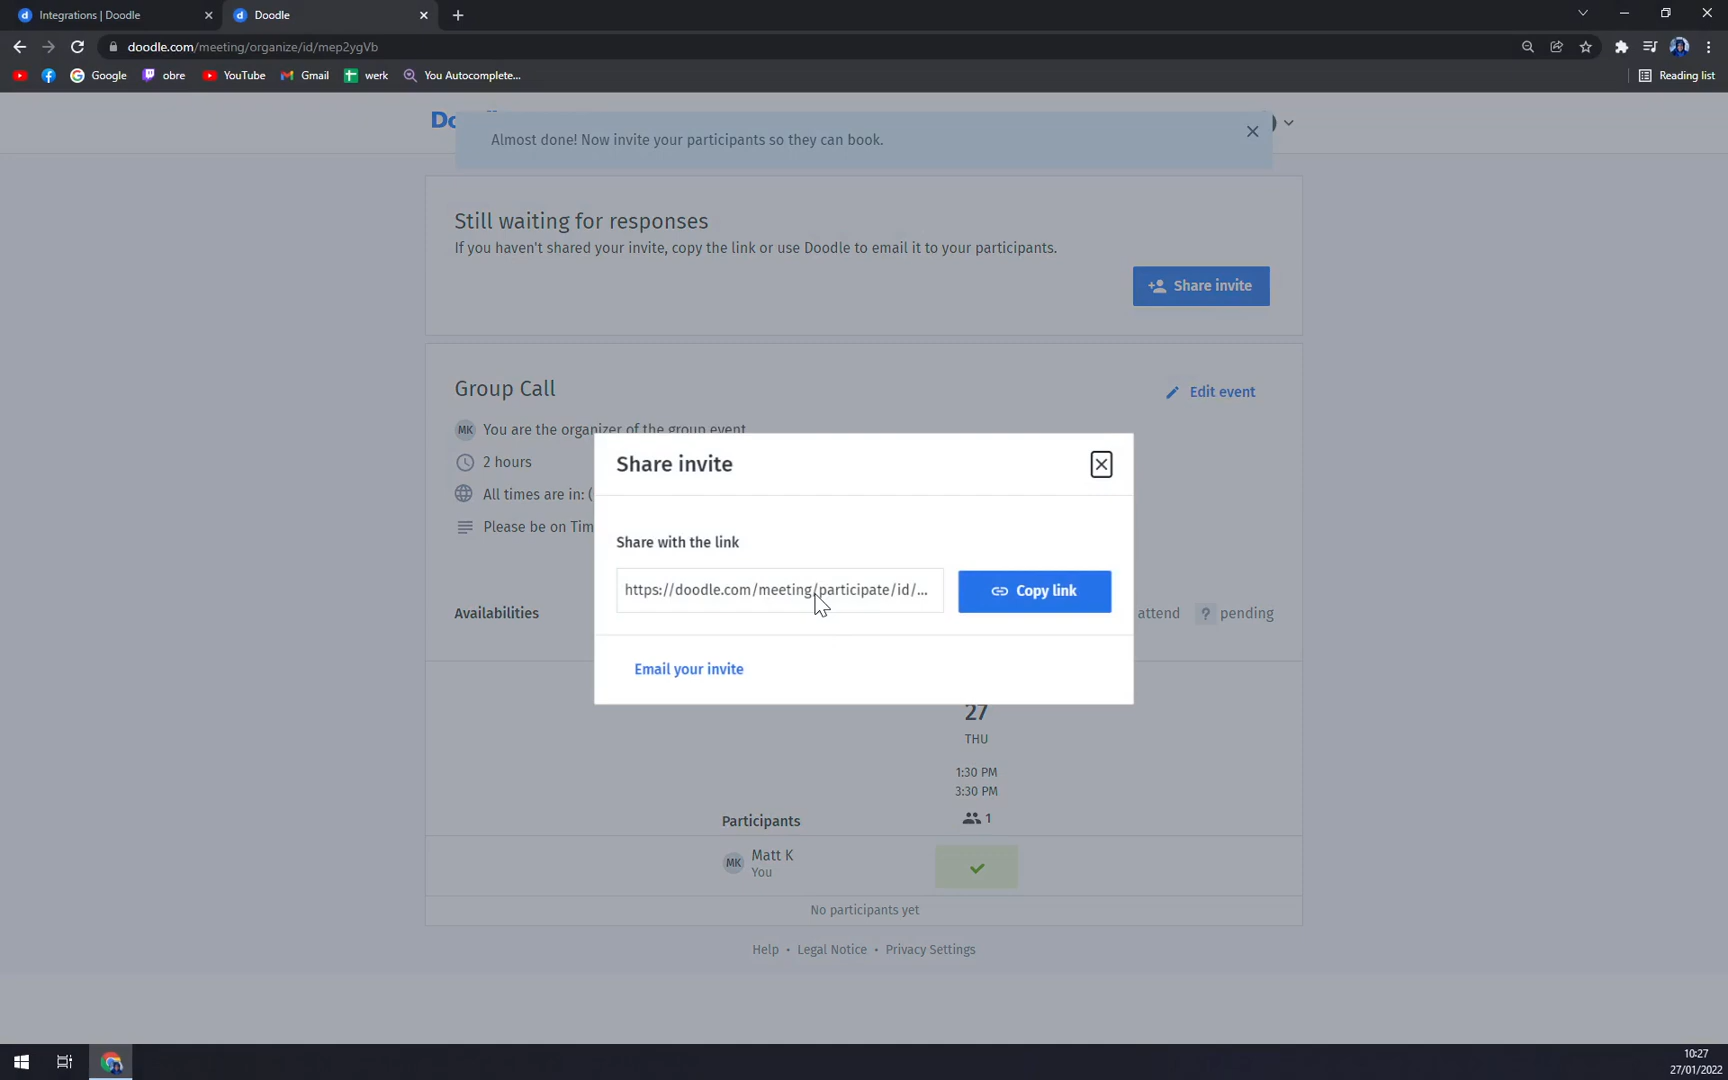 Integrations | Doodle
Doodle
doodle.com/meeting/organize/id/mep2ygVb
Google
obre
YouTube
Gmail
werk
You Autocomplete...
Reading list
Almost done! Now invite your participants so they can book.
Still waiting for responses
If you haven't shared your invite, copy the link or use Doodle to email it to your participants.
Share invite
Group Call
Edit event
MK
You are the organizer of the group event
2 hours
All times are in: (
Please be on Tim
Share invite
Share with the link
https://doodle.com/meeting/participate/id/...
Copy link
Email your invite
Availabilities
attend
? pending
27
THU
1:30 PM
3:30 PM
1
Participants
MK
Matt K
You
No participants yet
Help • Legal Notice • Privacy Settings
10:27
27/01/2022